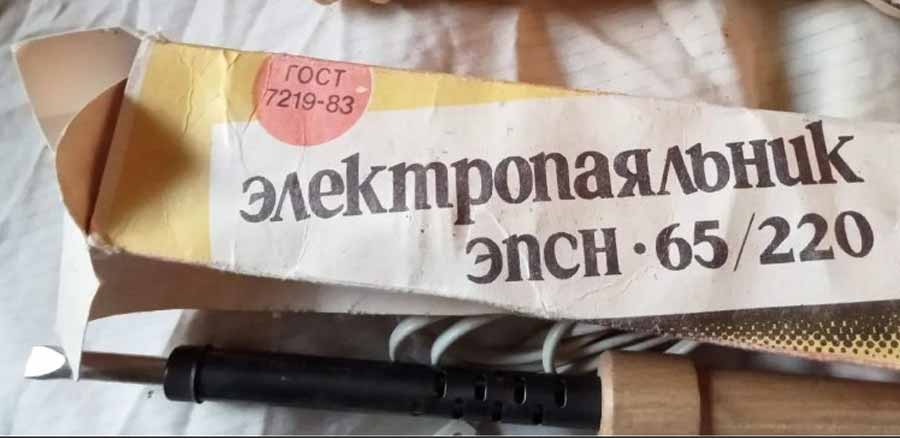 ГОСТ
7219-83
электропаяльник
ЭПСН·65/220